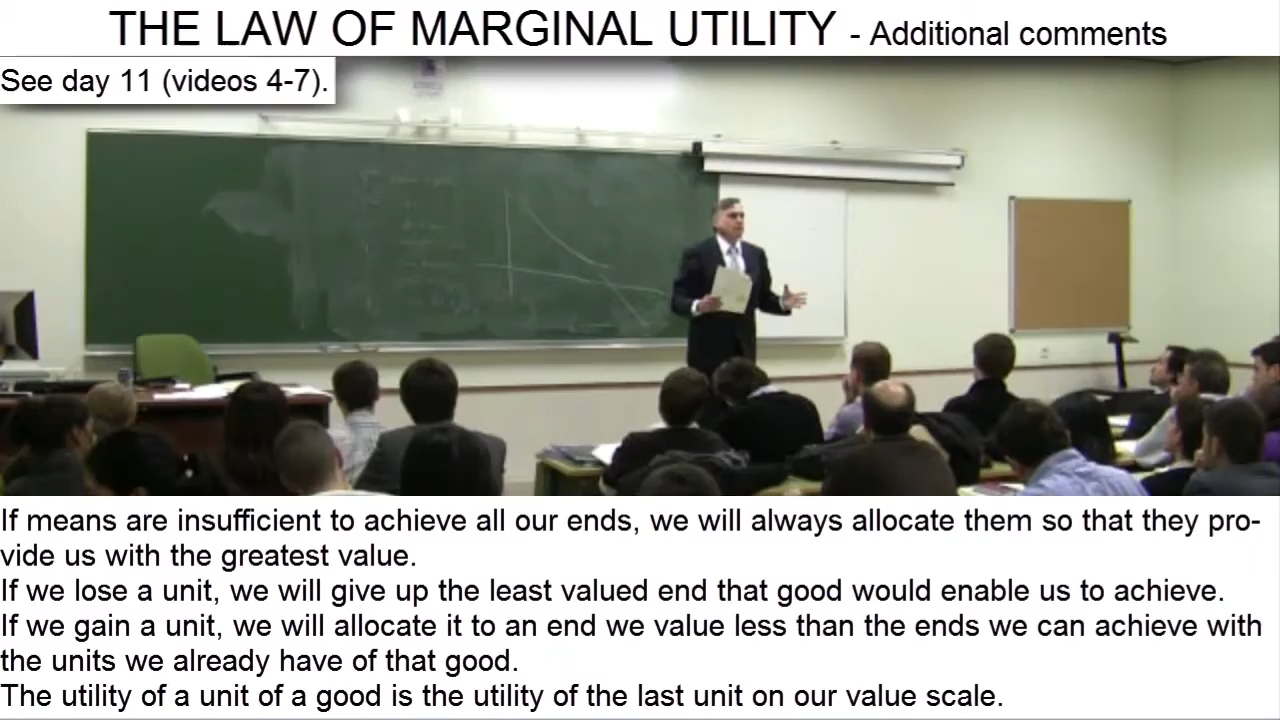 THE LAW OF MARGINAL UTILITY - Additional comments
See day 11 (videos 4-7).
If means are insufficient to achieve all our ends, we will always allocate them so that they pro-
vide us with the greatest value.
If we lose a unit, we will give up the least valued end that good would enable us to achieve.
If we gain a unit, we will allocate it to an end we value less than the ends we can achieve with
the units we already have of that good.
The utility of a unit of a good is the utility of the last unit on our value scale.